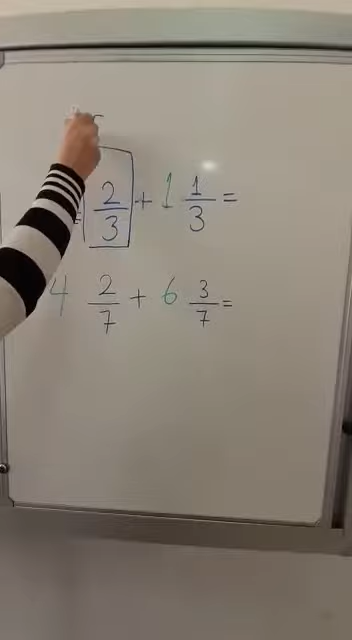 2/3 + 1 1/3 =
4 2/7 + 6 3/7 =